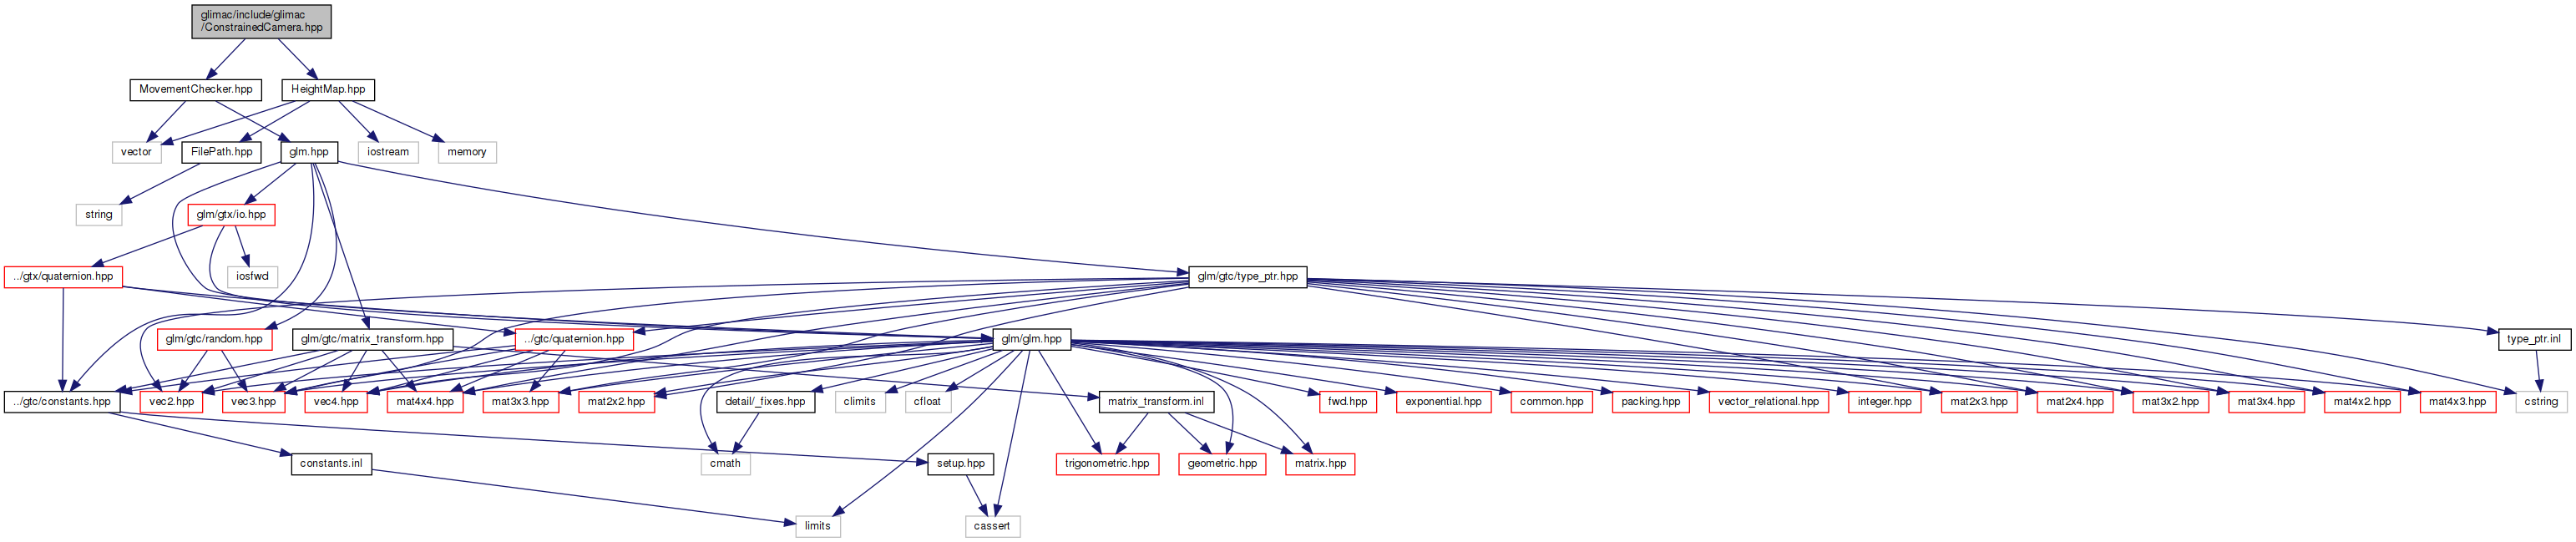 glimac/include/glimac
/ConstrainedCamera.hpp
MovementChecker.hpp
HeightMap.hpp
vector
FilePath.hpp
glm.hpp
iostream
memory
string
glm/gtx/io.hpp
../gtx/quaternion.hpp
iosfwd
glm/gtc/type_ptr.hpp
glm/gtc/random.hpp
glm/gtc/matrix_transform.hpp
../gtc/quaternion.hpp
glm/glm.hpp
type_ptr.inl
../gtc/constants.hpp
vec2.hpp
vec3.hpp
vec4.hpp
mat4x4.hpp
mat3x3.hpp
mat2x2.hpp
detail/_fixes.hpp
climits
cfloat
matrix_transform.inl
fwd.hpp
exponential.hpp
common.hpp
packing.hpp
vector_relational.hpp
integer.hpp
mat2x3.hpp
mat2x4.hpp
mat3x2.hpp
mat3x4.hpp
mat4x2.hpp
mat4x3.hpp
cstring
constants.inl
cmath
setup.hpp
trigonometric.hpp
geometric.hpp
matrix.hpp
limits
cassert